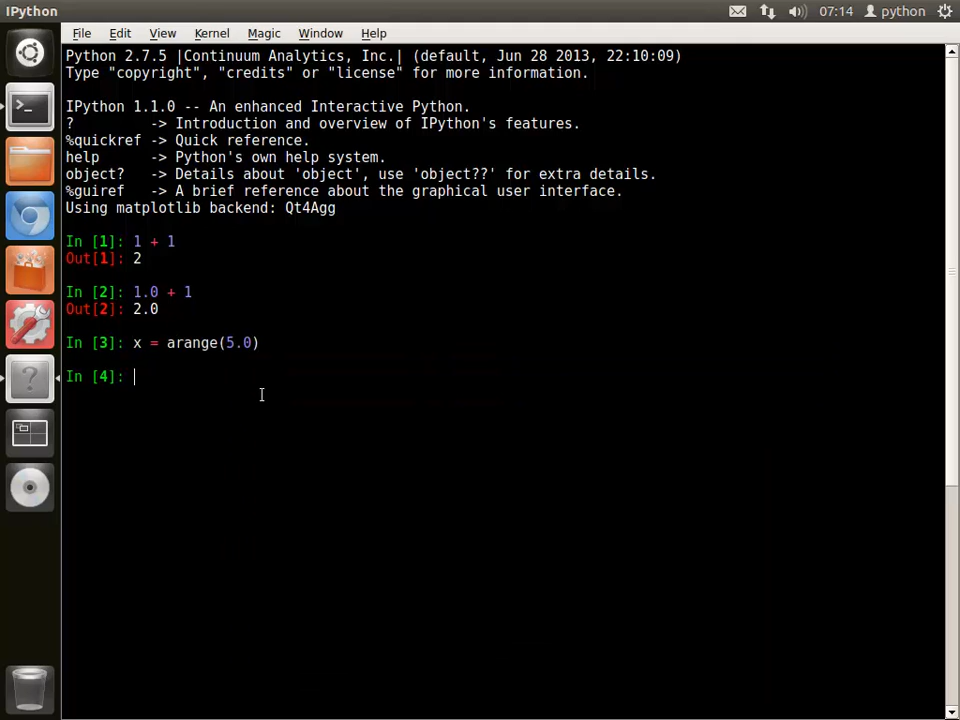 IPython
07:14 python
File Edit View Kernel Magic Window Help
Python 2.7.5 |Continuum Analytics, Inc.| (default, Jun 28 2013, 22:10:09)
Type "copyright", "credits" or "license" for more information.
IPython 1.1.0 -- An enhanced Interactive Python.
? -> Introduction and overview of IPython's features.
%quickref -> Quick reference.
help -> Python's own help system.
object? -> Details about 'object', use 'object??' for extra details.
%guiref -> A brief reference about the graphical user interface.
Using matplotlib backend: Qt4Agg
In [1]: 1 + 1
Out[1]: 2
In [2]: 1.0 + 1
Out[2]: 2.0
In [3]: x = arange(5.0)
In [4]: